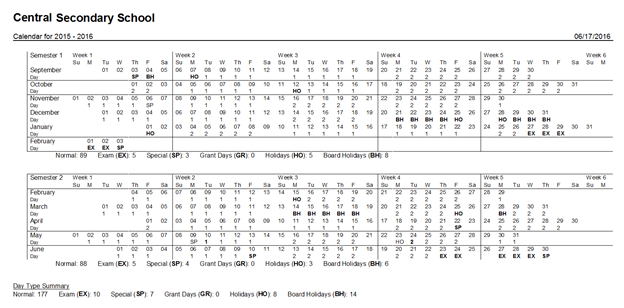 Central Secondary School
Calendar for 2015 - 2016 06/17/2016
Semester 1 Week 1 Week 2 Week 3 Week 4 Week 5 Week 6
Su M Tu W Th F Sa Su M Tu W Th F Sa Su M Tu W Th F Sa Su M Tu W Th F Sa Su M Tu W Th F Sa Su M
September 01 02 03 04 05 06 07 08 09 10 11 12 13 14 15 16 17 18 19 20 21 22 23 24 25 26 27 28 29 30
Day SP BH HO 1 1 1 1 1 1 1 1 1 2 2 2 2 2 2 2 2
October 01 02 03 04 05 06 07 08 09 10 11 12 13 14 15 16 17 18 19 20 21 22 23 24 25 26 27 28 29 30 31
Day 2 2 1 1 1 1 1 HO 1 1 1 1 2 2 2 2 2 2 2 2 2 2
November 01 02 03 04 05 06 07 08 09 10 11 12 13 14 15 16 17 18 19 20 21 22 23 24 25 26 27 28 29 30
Day 1 1 1 1 SP 1 1 1 1 1 2 2 2 2 2 2 2 2 2 2 1
December 01 02 03 04 05 06 07 08 09 10 11 12 13 14 15 16 17 18 19 20 21 22 23 24 25 26 27 28 29 30 31
Day 1 1 1 1 1 1 1 1 1 2 2 2 2 2 BH BH BH BH HO HO BH BH BH
January 01 02 03 04 05 06 07 08 09 10 11 12 13 14 15 16 17 18 19 20 21 22 23 24 25 26 27 28 29 30 31
Day HO 2 2 2 2 2 1 1 1 1 1 1 1 1 1 1 2 2 EX EX EX
February 01 02 03
Day EX EX SP
Normal: 89 Exam (EX): 5 Special (SP): 3 Grant Days (GR): 0 Holidays (HO): 5 Board Holidays (BH): 8
Semester 2 Week 1 Week 2 Week 3 Week 4 Week 5 Week 6
Su M Tu W Th F Sa Su M Tu W Th F Sa Su M Tu W Th F Sa Su M Tu W Th F Sa Su M Tu W Th F Sa Su M
February 04 05 06 07 08 09 10 11 12 13 14 15 16 17 18 19 20 21 22 23 24 25 26 27 28 29
Day 1 1 1 1 1 1 1 HO 2 2 2 2 2 2 2 2 2 1
March 01 02 03 04 05 06 07 08 09 10 11 12 13 14 15 16 17 18 19 20 21 22 23 24 25 26 27 28 29 30 31
Day 1 1 1 1 1 1 1 1 1 BH BH BH BH BH 2 2 2 2 HO BH 2 2 2
April 01 02 03 04 05 06 07 08 09 10 11 12 13 14 15 16 17 18 19 20 21 22 23 24 25 26 27 28 29 30
Day 2 1 1 1 1 1 1 1 1 1 1 2 2 2 2 SP 2 2 2 2 2
May 01 02 03 04 05 06 07 08 09 10 11 12 13 14 15 16 17 18 19 20 21 22 23 24 25 26 27 28 29 30 31
Day 1 1 1 1 1 SP 1 1 1 1 2 2 2 2 2 HO 2 2 2 2 1 1
June 01 02 03 04 05 06 07 08 09 10 11 12 13 14 15 16 17 18 19 20 21 22 23 24 25 26 27 28 29 30
Day 1 1 1 1 1 1 1 SP 2 2 2 2 2 2 2 2 EX EX EX EX EX SP
Normal: 88 Exam (EX): 5 Special (SP): 4 Grant Days (GR): 0 Holidays (HO): 3 Board Holidays (BH): 6
Day Type Summary
Normal: 177 Exam (EX): 10 Special (SP): 7 Grant Days (GR): 0 Holidays (HO): 8 Board Holidays (BH): 14